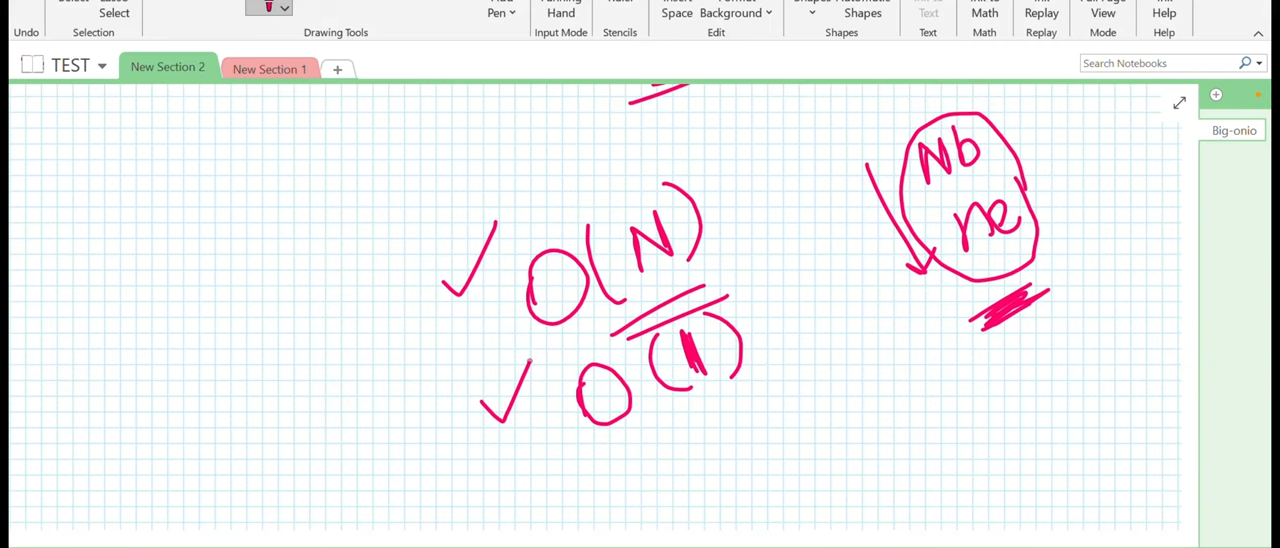 Pen
Hand
Space
Background
Shapes
Select
Select
Text
Math
Replay
View
Help
Undo
Selection
Drawing Tools
Input Mode
Stencils
Edit
Shapes
Text
Math
Replay
Mode
Help
TEST
New Section 2
New Section 1
+
Search Notebooks
Big-onio
Nb
ne
O(N)
O(1)